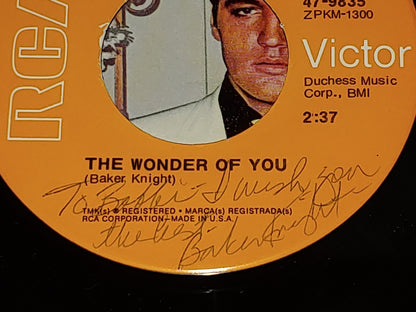 47-9835
ZPKM-1300
RCA
Victor
Duchess Music
Corp., BMI
2:37
THE WONDER OF YOU
(Baker Knight)
To Bobbi - I wish you
TMK(s) ® REGISTERED • MARCA(S) REGISTRADA(S)
RCA CORPORATION—MADE IN U.S.A.
the best -
Baker Knight